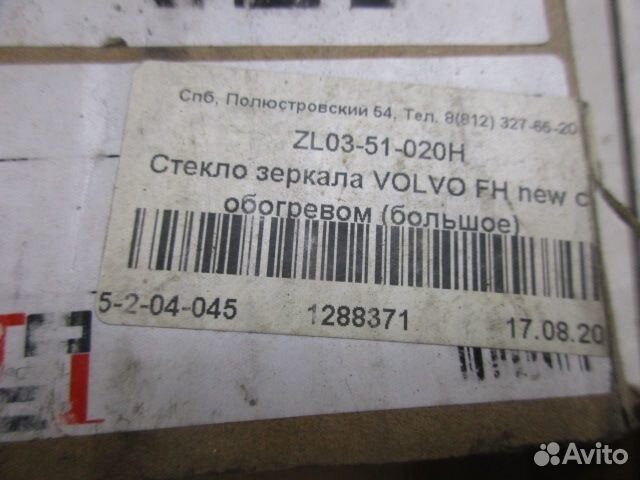 Спб, Полюстровский 54, Тел. 8(812) 327-66-20
ZL03-51-020H
Стекло зеркала VOLVO FH new с
обогревом (большое)
5-2-04-045 1288371 17.08.20
Avito